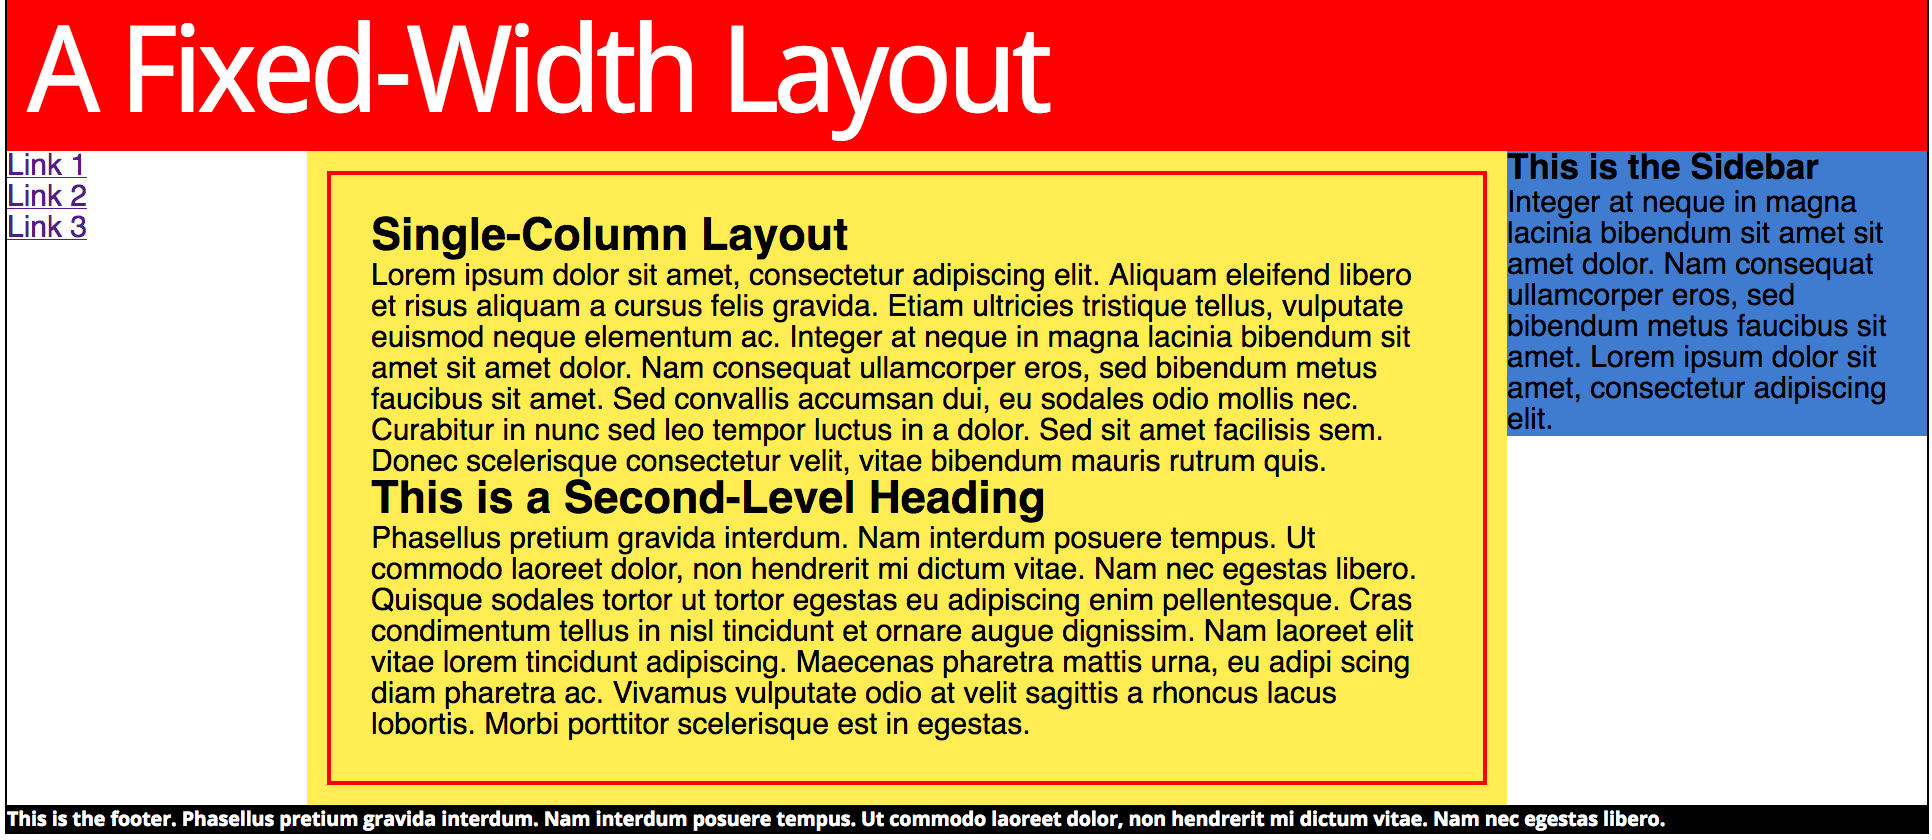 A Fixed-Width Layout
Link 1
Link 2
Link 3
Single-Column Layout
Lorem ipsum dolor sit amet, consectetur adipiscing elit. Aliquam eleifend libero
et risus aliquam a cursus felis gravida. Etiam ultricies tristique tellus, vulputate
euismod neque elementum ac. Integer at neque in magna lacinia bibendum sit
amet sit amet dolor. Nam consequat ullamcorper eros, sed bibendum metus
faucibus sit amet. Sed convallis accumsan dui, eu sodales odio mollis nec.
Curabitur in nunc sed leo tempor luctus in a dolor. Sed sit amet facilisis sem.
Donec scelerisque consectetur velit, vitae bibendum mauris rutrum quis.
This is a Second-Level Heading
Phasellus pretium gravida interdum. Nam interdum posuere tempus. Ut
commodo laoreet dolor, non hendrerit mi dictum vitae. Nam nec egestas libero.
Quisque sodales tortor ut tortor egestas eu adipiscing enim pellentesque. Cras
condimentum tellus in nisl tincidunt et ornare augue dignissim. Nam laoreet elit
vitae lorem tincidunt adipiscing. Maecenas pharetra mattis urna, eu adipi scing
diam pharetra ac. Vivamus vulputate odio at velit sagittis a rhoncus lacus
lobortis. Morbi porttitor scelerisque est in egestas.
This is the Sidebar
Integer at neque in magna
lacinia bibendum sit amet sit
amet dolor. Nam consequat
ullamcorper eros, sed
bibendum metus faucibus sit
amet. Lorem ipsum dolor sit
amet, consectetur adipiscing
elit.
This is the footer. Phasellus pretium gravida interdum. Nam interdum posuere tempus. Ut commodo laoreet dolor, non hendrerit mi dictum vitae. Nam nec egestas libero.